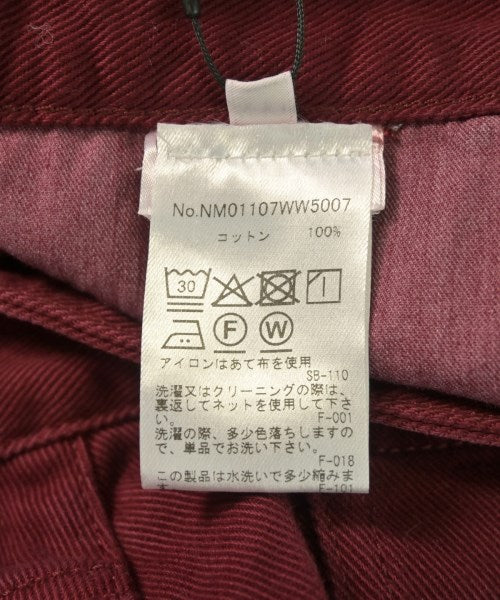 No.NM01107WW5007
コットン 100%
30
F W
アイロンはあて布を使用
SB-110
洗濯又はクリーニングの際は、
裏返してネットを使用して下さ
い。
F-001
洗濯の際、多少色落ちしますの
で、単品でお洗い下さい。
F-018
この製品は水洗いで多少縮みま
す
F-101